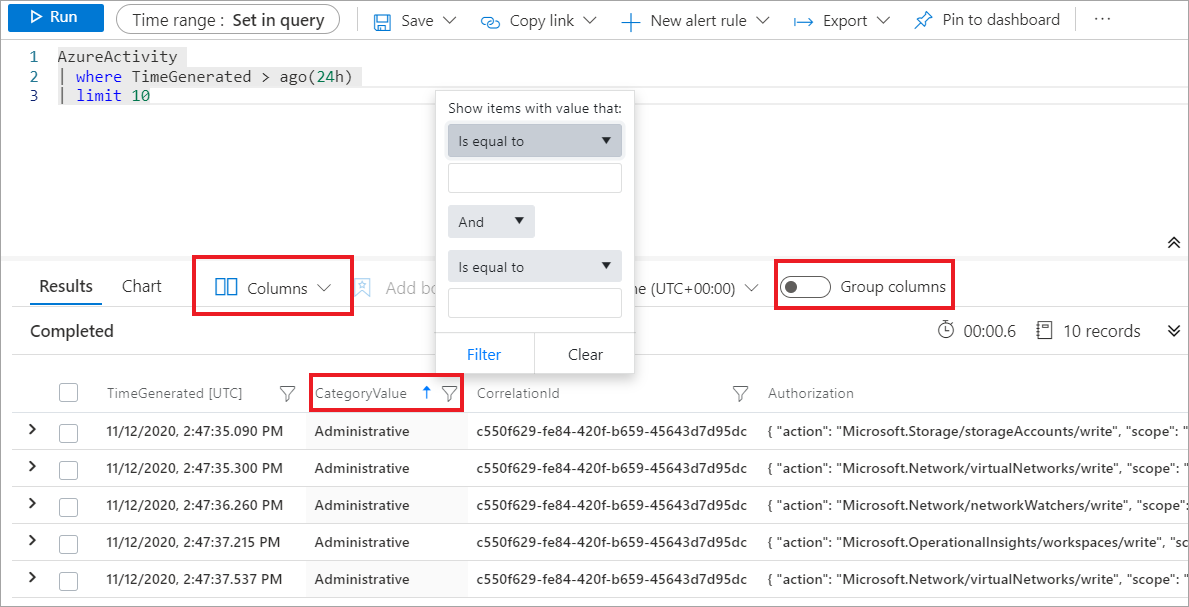 Run
Time range : Set in query
Save
Copy link
New alert rule
Export
Pin to dashboard
...
1 AzureActivity
2 | where TimeGenerated > ago(24h)
3 | limit 10
Show items with value that:
Is equal to
And
Is equal to
Filter
Clear
Results
Chart
Columns
Add
(UTC+00:00)
Group columns
Completed
00:00.6
10 records
TimeGenerated [UTC] CategoryValue CorrelationId Authorization
11/12/2020, 2:47:35.090 PM Administrative c550f629-fe84-420f-b659-45643d7d95dc { "action": "Microsoft.Storage/storageAccounts/write", "scope": "
11/12/2020, 2:47:35.300 PM Administrative c550f629-fe84-420f-b659-45643d7d95dc { "action": "Microsoft.Network/virtualNetworks/write", "scope": "
11/12/2020, 2:47:36.260 PM Administrative c550f629-fe84-420f-b659-45643d7d95dc { "action": "Microsoft.Network/networkWatchers/write", "scope":
11/12/2020, 2:47:37.215 PM Administrative c550f629-fe84-420f-b659-45643d7d95dc { "action": "Microsoft.OperationalInsights/workspaces/write", "sc
11/12/2020, 2:47:37.537 PM Administrative c550f629-fe84-420f-b659-45643d7d95dc { "action": "Microsoft.Network/virtualNetworks/write", "scope": "